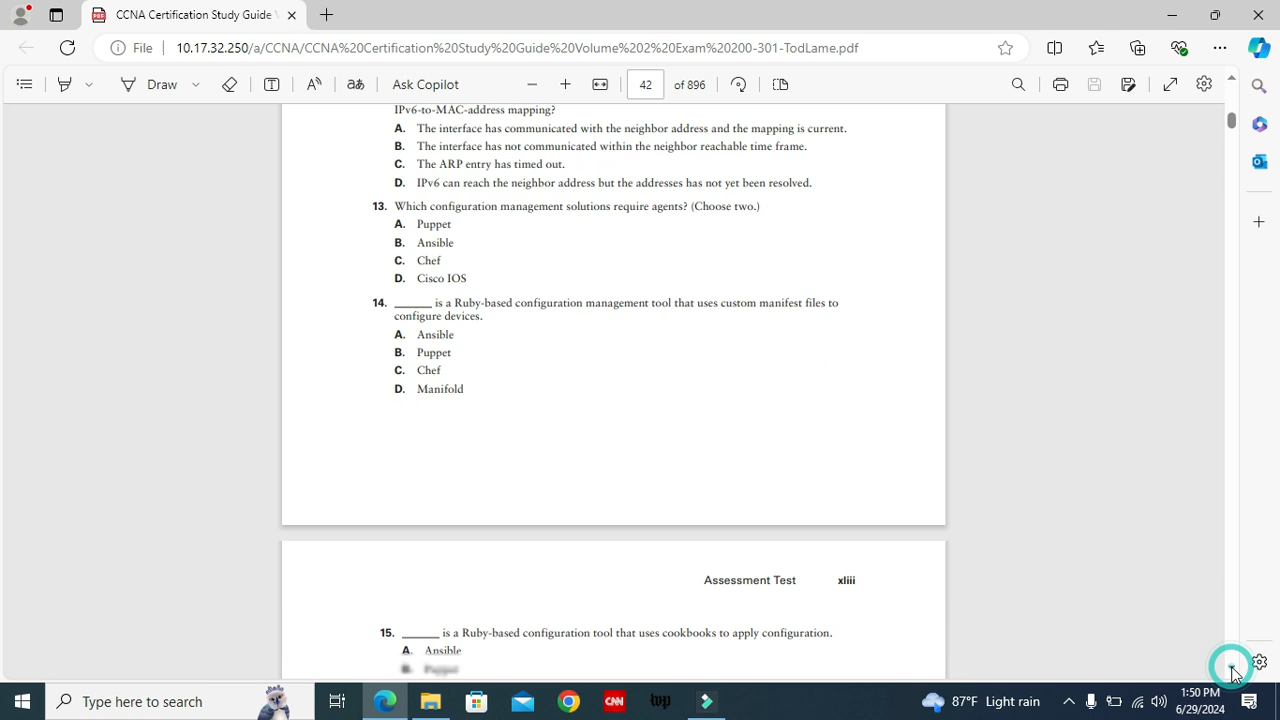 CCNA Certification Study Guide
File
10.17.32.250/a/CCNA/CCNA%20Certification%20Study%20Guide%20Volume%202%20Exam%20200-301-TodLame.pdf
Draw
aあ
Ask Copilot
42
of 896
IPv6-to-MAC-address mapping?
A. The interface has communicated with the neighbor address and the mapping is current.
B. The interface has not communicated within the neighbor reachable time frame.
C. The ARP entry has timed out.
D. IPv6 can reach the neighbor address but the addresses has not yet been resolved.
13. Which configuration management solutions require agents? (Choose two.)
A. Puppet
B. Ansible
C. Chef
D. Cisco IOS
14. ______ is a Ruby-based configuration management tool that uses custom manifest files to
configure devices.
A. Ansible
B. Puppet
C. Chef
D. Manifold
Assessment Test xliii
15. ______ is a Ruby-based configuration tool that uses cookbooks to apply configuration.
A. Ansible
B. Puppet
Type here to search
CNN
wp
87°F Light rain
1:50 PM
6/29/2024